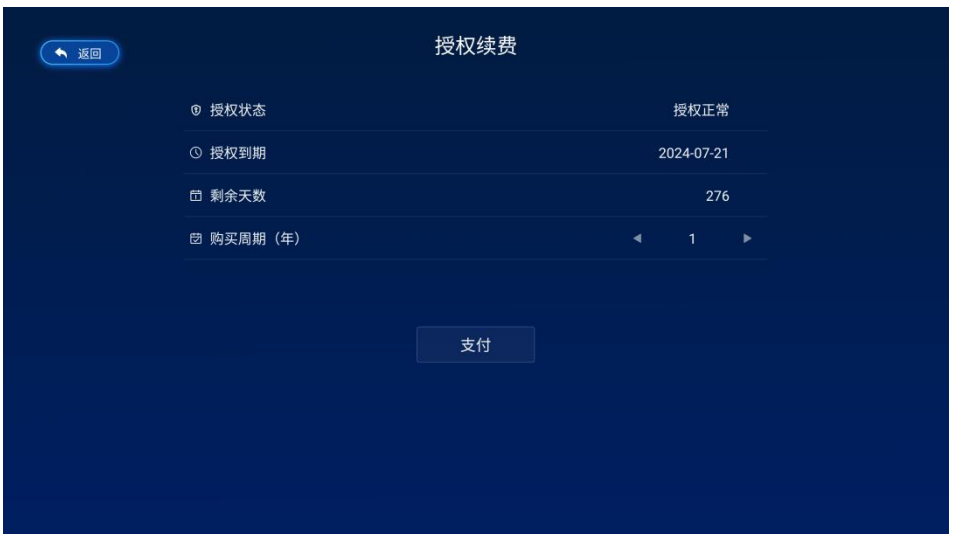 返回
授权续费
授权状态 授权正常
授权到期 2024-07-21
剩余天数 276
购买周期（年） 1
支付